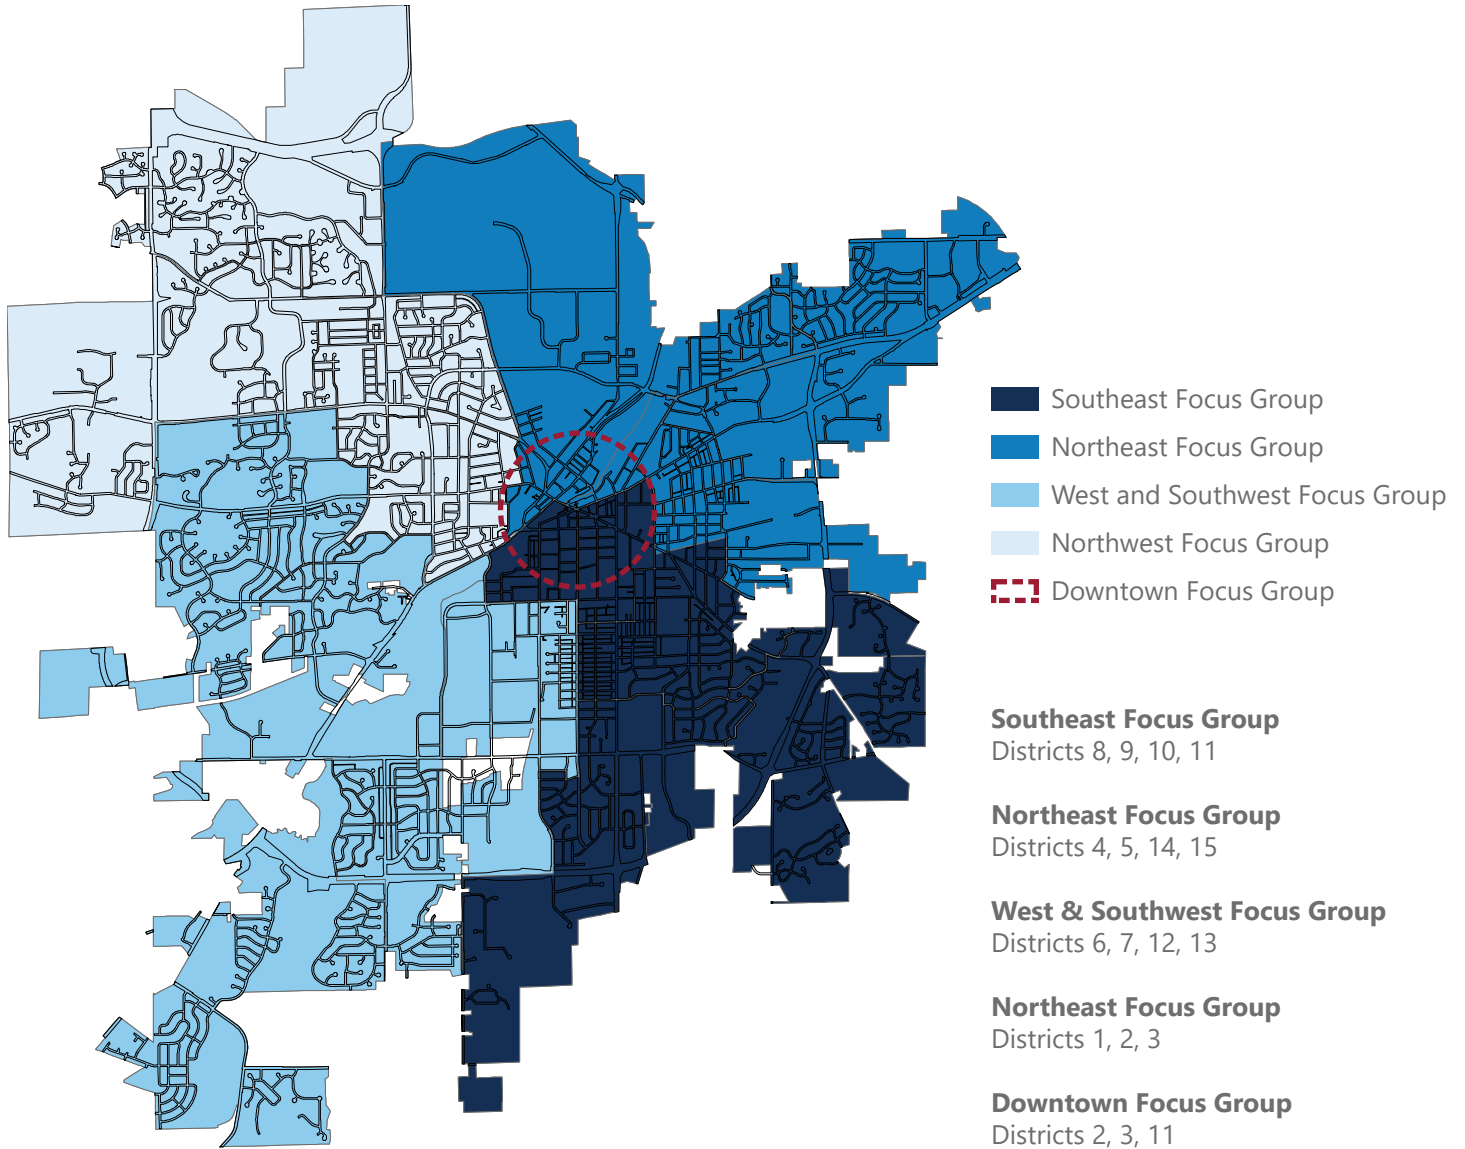 Southeast Focus Group
Northeast Focus Group
West and Southwest Focus Group
Northwest Focus Group
Downtown Focus Group
Southeast Focus Group
Districts 8, 9, 10, 11
Northeast Focus Group
Districts 4, 5, 14, 15
West & Southwest Focus Group
Districts 6, 7, 12, 13
Northeast Focus Group
Districts 1, 2, 3
Downtown Focus Group
Districts 2, 3, 11